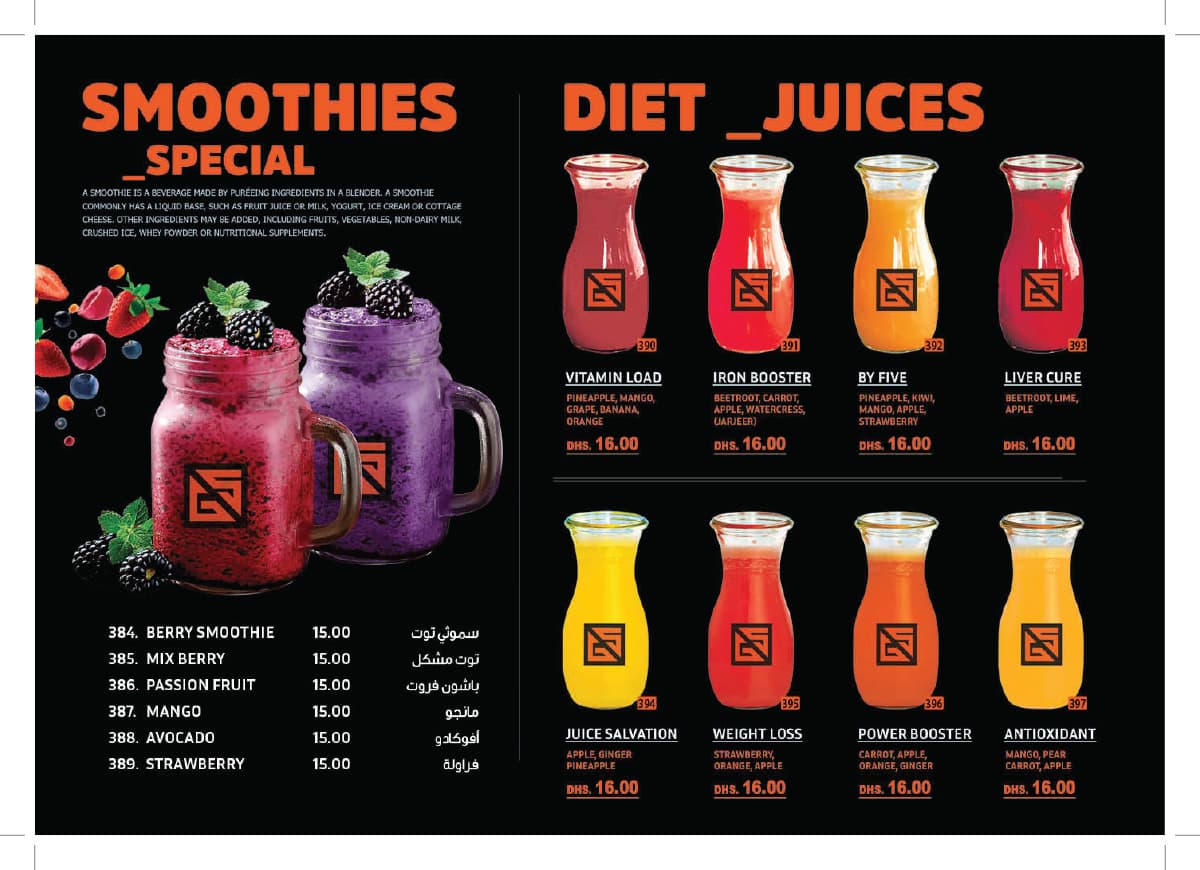 SMOOTHIES
_SPECIAL
A SMOOTHIE IS A BEVERAGE MADE BY PURÉEING INGREDIENTS IN A BLENDER. A SMOOTHIE
COMMONLY HAS A LIQUID BASE, SUCH AS FRUIT JUICE OR MILK, YOGURT, ICE CREAM OR COTTAGE
CHEESE. OTHER INGREDIENTS MAY BE ADDED, INCLUDING FRUITS, VEGETABLES, NON-DAIRY MILK,
CRUSHED ICE, WHEY POWDER OR NUTRITIONAL SUPPLEMENTS.
384. BERRY SMOOTHIE 15.00 سموثي توت
385. MIX BERRY 15.00 توت مشكل
386. PASSION FRUIT 15.00 باشون فروت
387. MANGO 15.00 مانجو
388. AVOCADO 15.00 أفوكادو
389. STRAWBERRY 15.00 فراولة
DIET _JUICES
390
VITAMIN LOAD
PINEAPPLE, MANGO,
GRAPE, BANANA,
ORANGE
DHS. 16.00
391
IRON BOOSTER
BEETROOT, CARROT,
APPLE, WATERCRESS,
(JARJEER)
DHS. 16.00
392
BY FIVE
PINEAPPLE, KIWI,
MANGO, APPLE,
STRAWBERRY
DHS. 16.00
393
LIVER CURE
BEETROOT, LIME,
APPLE
DHS. 16.00
394
JUICE SALVATION
APPLE, GINGER
PINEAPPLE
DHS. 16.00
395
WEIGHT LOSS
STRAWBERRY,
ORANGE, APPLE
DHS. 16.00
396
POWER BOOSTER
CARROT, APPLE,
ORANGE, GINGER
DHS. 16.00
397
ANTIOXIDANT
MANGO, PEAR
CARROT, APPLE
DHS. 16.00